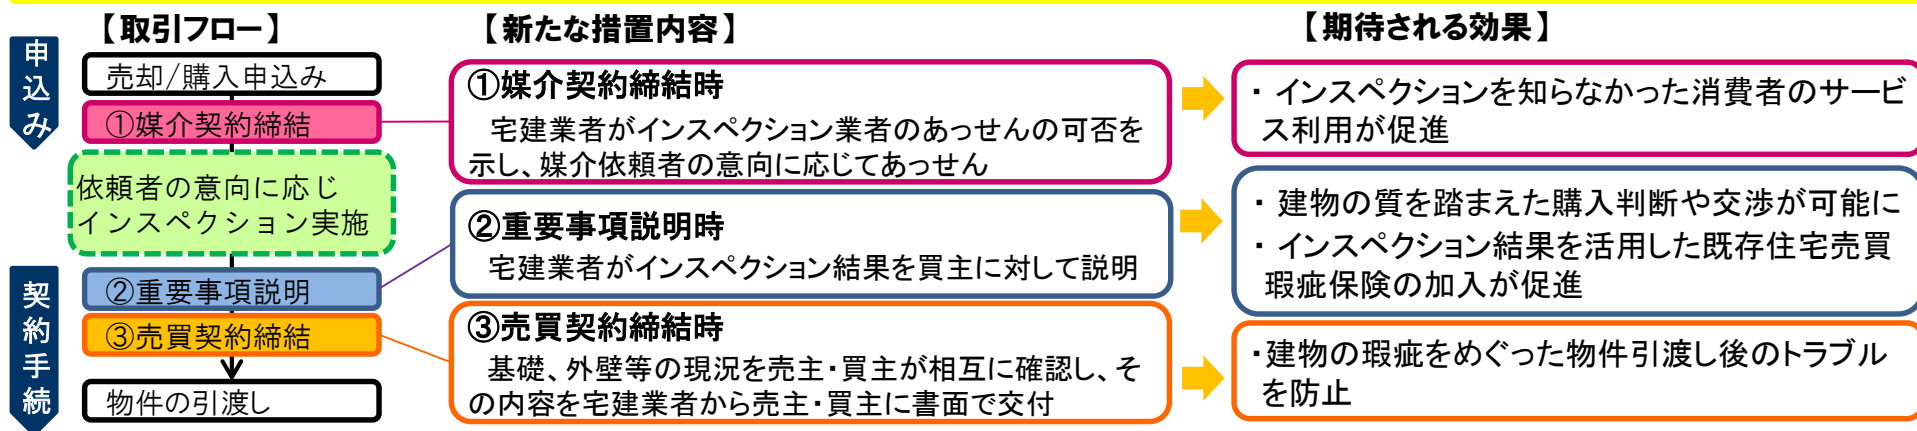 【取引フロー】
【新たな措置内容】
【期待される効果】
申込み
売却/購入申込み
①媒介契約締結
依頼者の意向に応じ
インスペクション実施
契約手続
②重要事項説明
③売買契約締結
物件の引渡し
①媒介契約締結時
宅建業者がインスペクション業者のあっせんの可否を
示し、媒介依頼者の意向に応じてあっせん
②重要事項説明時
宅建業者がインスペクション結果を買主に対して説明
③売買契約締結時
基礎、外壁等の現況を売主・買主が相互に確認し、そ
の内容を宅建業者から売主・買主に書面で交付
・ インスペクションを知らなかった消費者のサービ
ス利用が促進
・ 建物の質を踏まえた購入判断や交渉が可能に
・ インスペクション結果を活用した既存住宅売買
瑕疵保険の加入が促進
・建物の瑕疵をめぐった物件引渡し後のトラブル
を防止